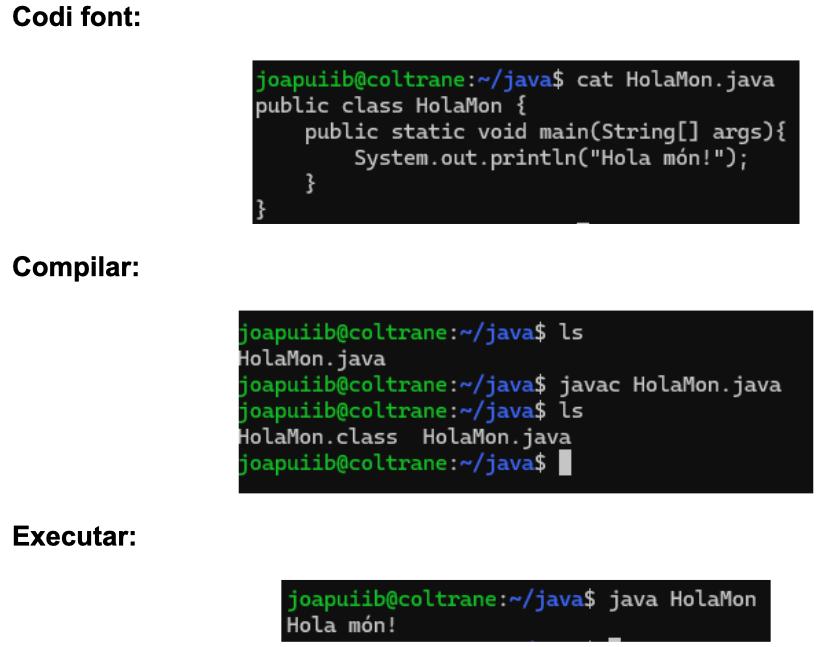 Codi font:
joapuiib@coltrane:~/java$ cat HolaMon.java
public class HolaMon {
    public static void main(String[] args){
        System.out.println("Hola món!");
    }
}
Compilar:
joapuiib@coltrane:~/java$ ls
HolaMon.java
joapuiib@coltrane:~/java$ javac HolaMon.java
joapuiib@coltrane:~/java$ ls
HolaMon.class  HolaMon.java
joapuiib@coltrane:~/java$
Executar:
joapuiib@coltrane:~/java$ java HolaMon
Hola món!